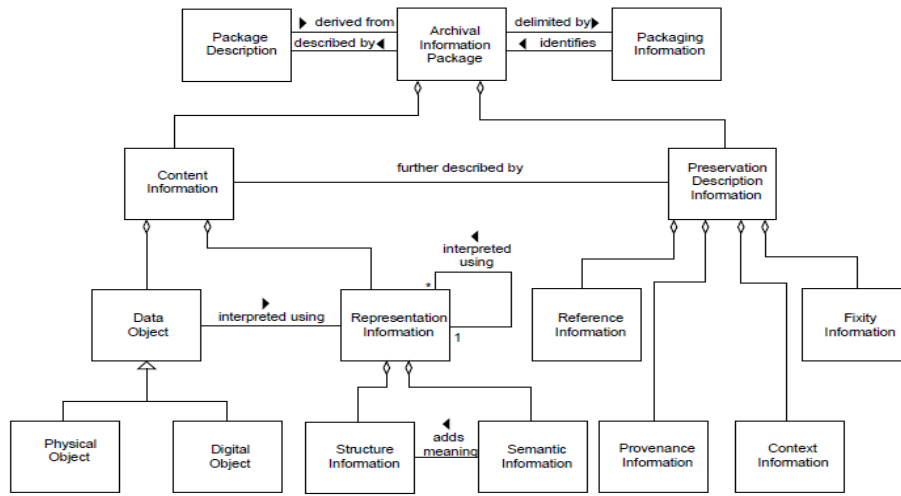 Package
Description
▶ derived from
described by ◀
Archival
Information
Package
delimited by ▶
◀ identifies
Packaging
Information
Content
Information
further described by
Preservation
Description
Information
Data
Object
▶
interpreted using
Representation
Information
◀
interpreted
using
*
1
Reference
Information
Fixity
Information
Physical
Object
Digital
Object
Structure
Information
◀
adds
meaning
Semantic
Information
Provenance
Information
Context
Information